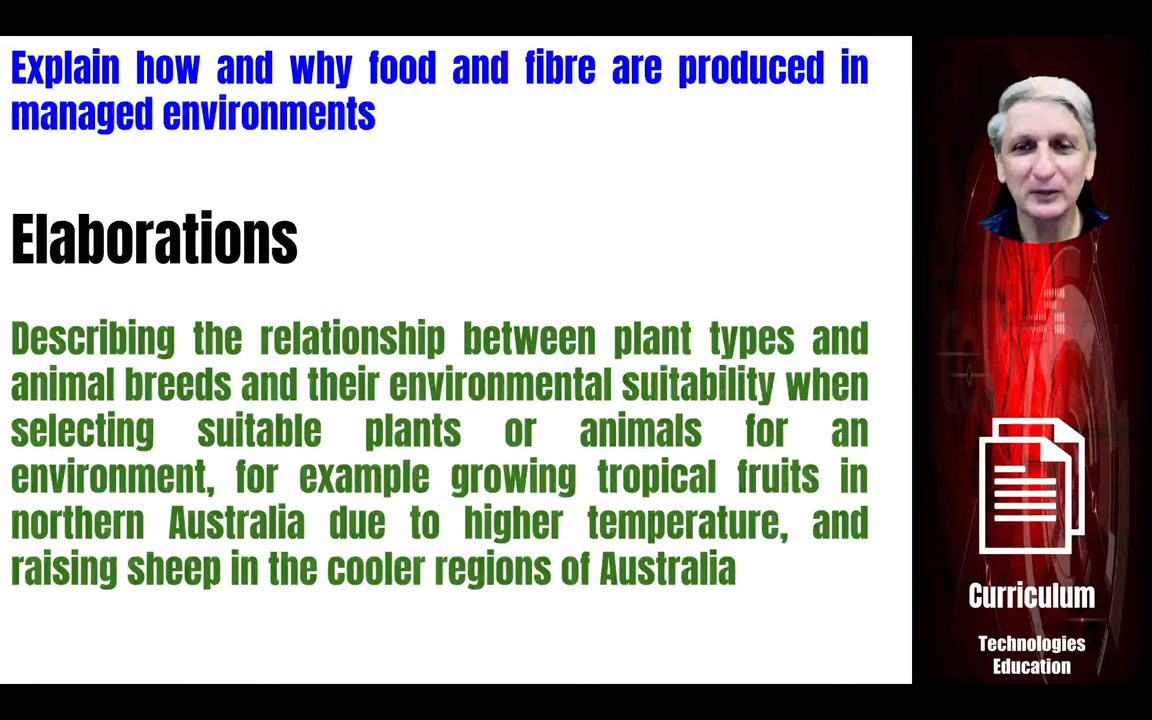 Explain how and why food and fibre are produced in
managed environments
Elaborations
Describing the relationship between plant types and
animal breeds and their environmental suitability when
selecting suitable plants or animals for an
environment, for example growing tropical fruits in
northern Australia due to higher temperature, and
raising sheep in the cooler regions of Australia
Curriculum
Technologies
Education